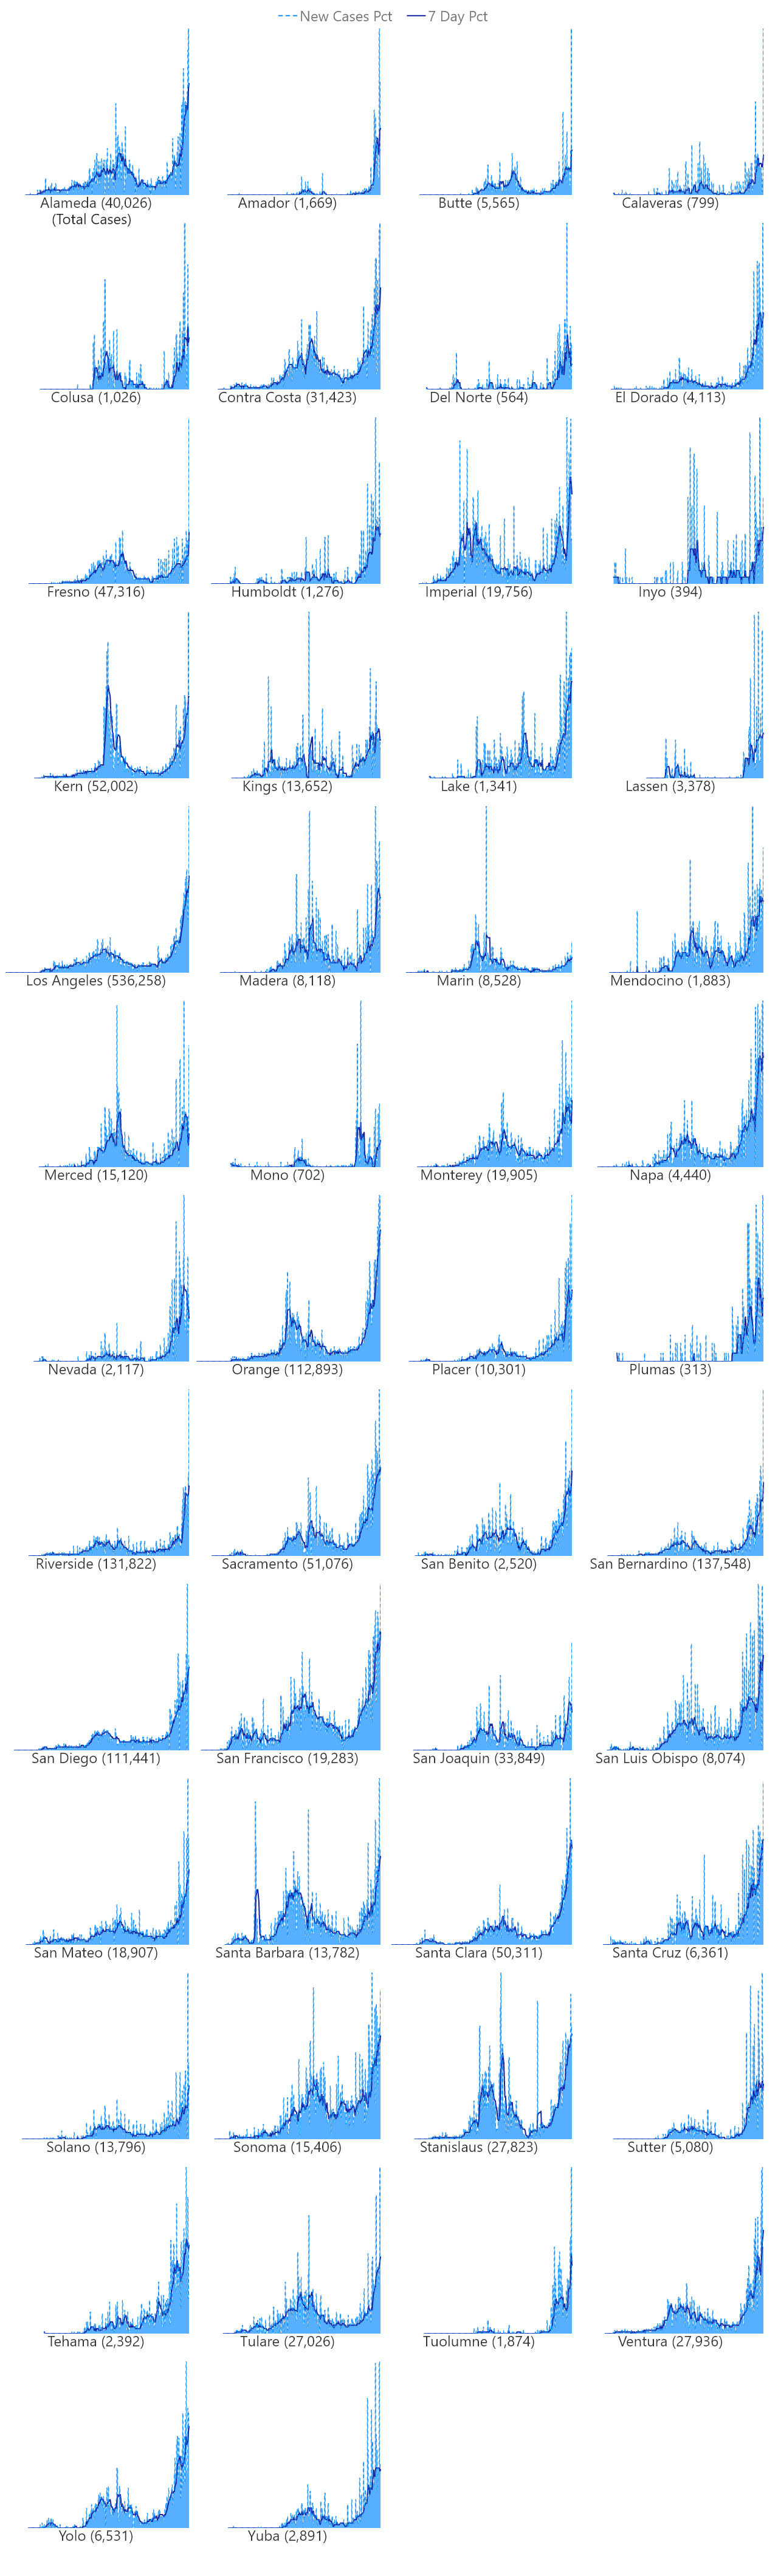 New Cases Pct 7 Day Pct
Alameda (40,026) Amador (1,669) Butte (5,565) Calaveras (799)
(Total Cases)
Colusa (1,026) Contra Costa (31,423) Del Norte (564) El Dorado (4,113)
Fresno (47,316) Humboldt (1,276) Imperial (19,756) Inyo (394)
Kern (52,002) Kings (13,652) Lake (1,341) Lassen (3,378)
Los Angeles (536,258) Madera (8,118) Marin (8,528) Mendocino (1,883)
Merced (15,120) Mono (702) Monterey (19,905) Napa (4,440)
Nevada (2,117) Orange (112,893) Placer (10,301) Plumas (313)
Riverside (131,822) Sacramento (51,076) San Benito (2,520) San Bernardino (137,548)
San Diego (111,441) San Francisco (19,283) San Joaquin (33,849) San Luis Obispo (8,074)
San Mateo (18,907) Santa Barbara (13,782) Santa Clara (50,311) Santa Cruz (6,361)
Solano (13,796) Sonoma (15,406) Stanislaus (27,823) Sutter (5,080)
Tehama (2,392) Tulare (27,026) Tuolumne (1,874) Ventura (27,936)
Yolo (6,531) Yuba (2,891)